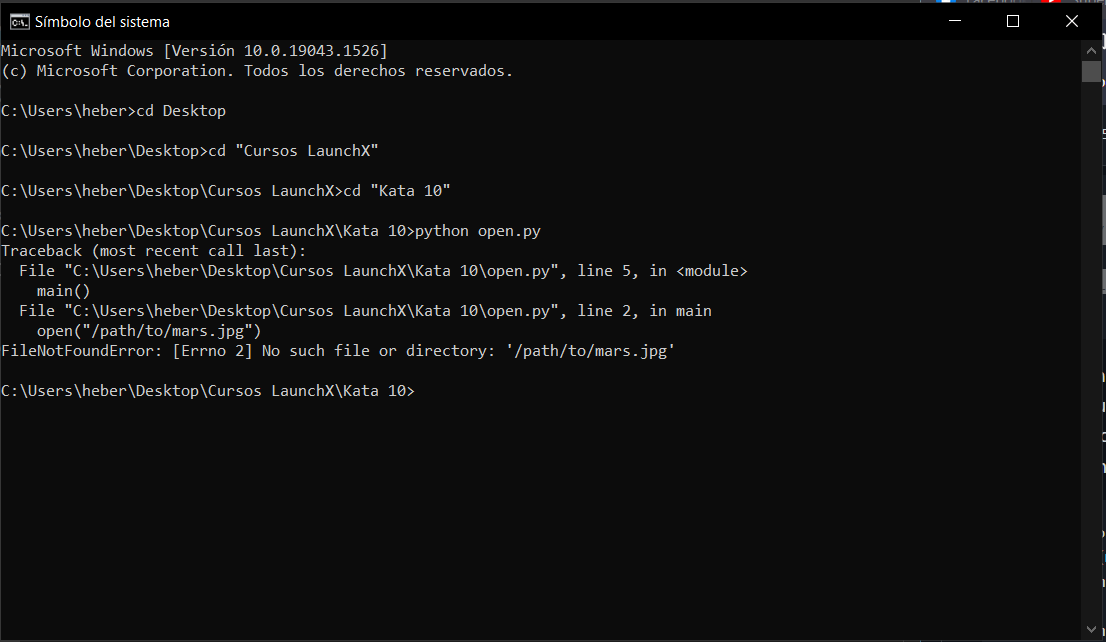 Símbolo del sistema
Microsoft Windows [Versión 10.0.19043.1526]
(c) Microsoft Corporation. Todos los derechos reservados.
C:\Users\heber>cd Desktop
C:\Users\heber\Desktop>cd "Cursos LaunchX"
C:\Users\heber\Desktop\Cursos LaunchX>cd "Kata 10"
C:\Users\heber\Desktop\Cursos LaunchX\Kata 10>python open.py
Traceback (most recent call last):
  File "C:\Users\heber\Desktop\Cursos LaunchX\Kata 10\open.py", line 5, in <module>
    main()
  File "C:\Users\heber\Desktop\Cursos LaunchX\Kata 10\open.py", line 2, in main
    open("/path/to/mars.jpg")
FileNotFoundError: [Errno 2] No such file or directory: '/path/to/mars.jpg'
C:\Users\heber\Desktop\Cursos LaunchX\Kata 10>